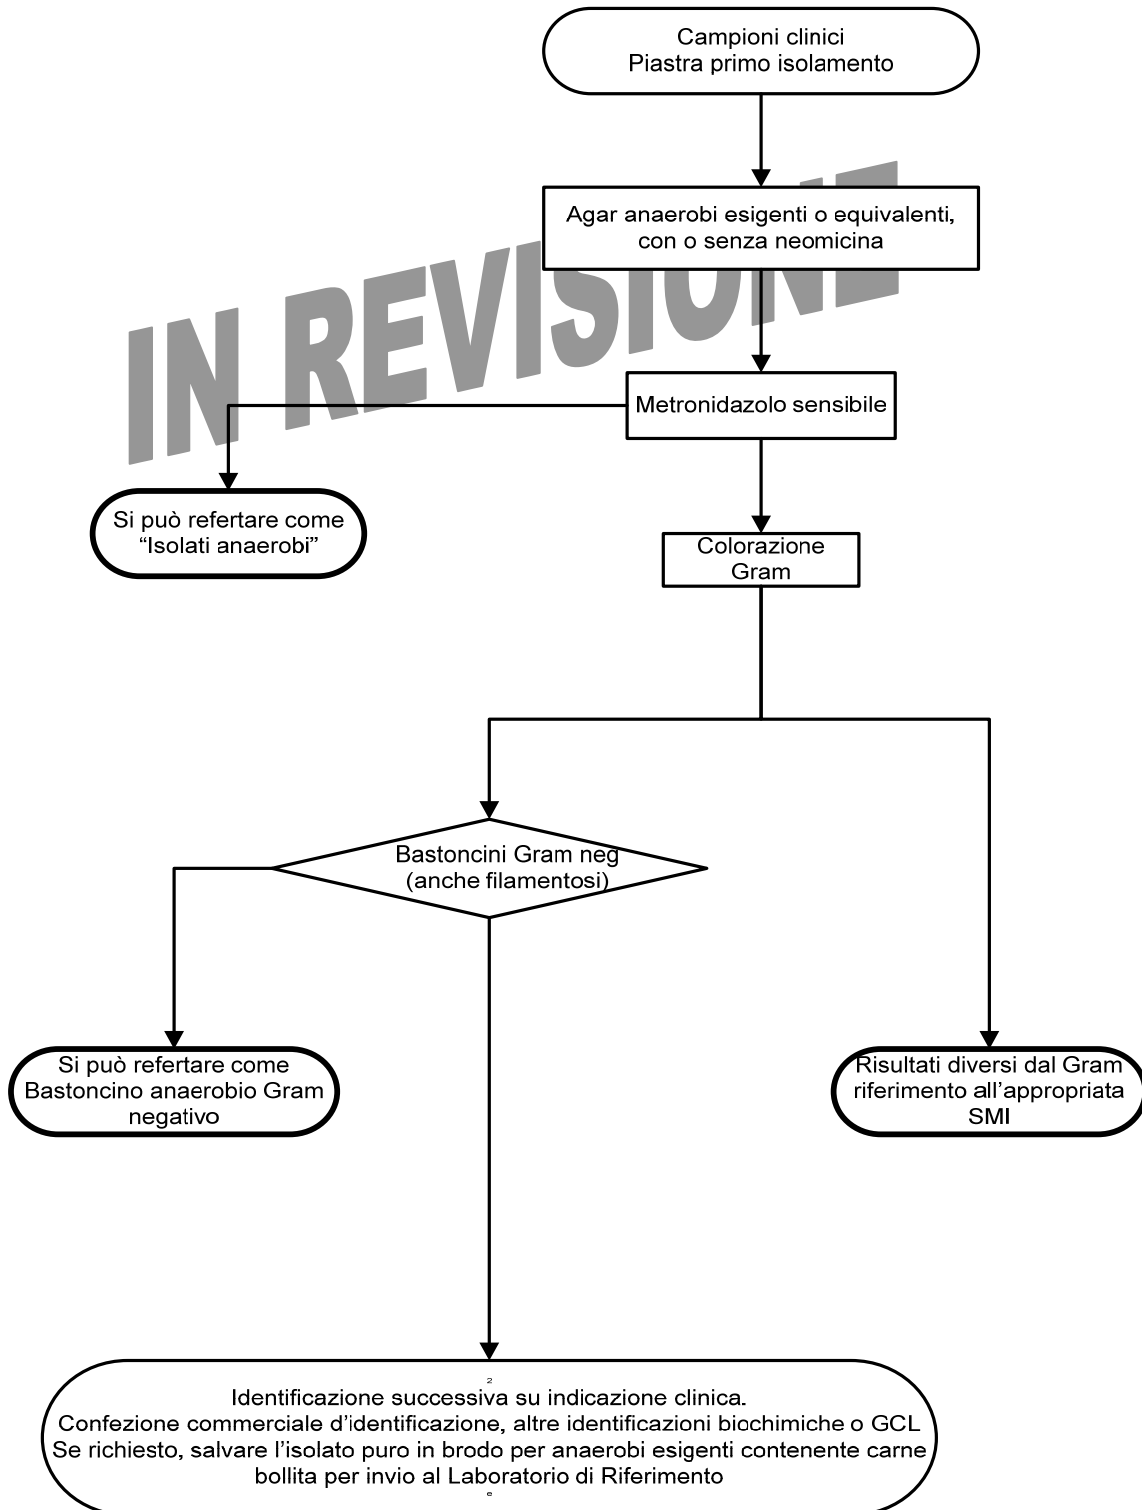 Campioni clinici
Piastra primo isolamento
Agar anaerobi esigenti o equivalenti,
con o senza neomicina
IN REVISIONE
Metronidazolo sensibile
Si può refertare come
“Isolati anaerobi”
Colorazione
Gram
Bastoncini Gram neg
(anche filamentosi)
Si può refertare come
Bastoncino anaerobio Gram
negativo
Risultati diversi dal Gram
riferimento all’appropriata
SMI
2
Identificazione successiva su indicazione clinica.
Confezione commerciale d’identificazione, altre identificazioni biochimiche o GCL
Se richiesto, salvare l’isolato puro in brodo per anaerobi esigenti contenente carne
bollita per invio al Laboratorio di Riferimento